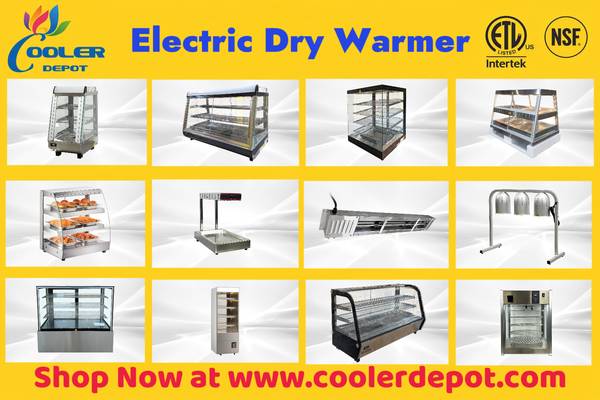 COOLER
DEPOT
Electric Dry Warmer
ETL
LISTED
US
Intertek
NSF
Shop Now at www.coolerdepot.com